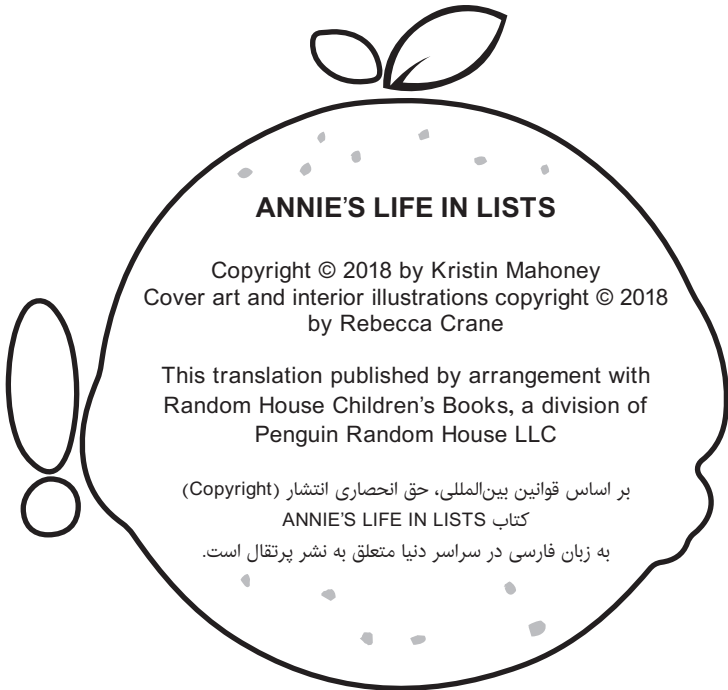 ANNIE'S LIFE IN LISTS
Copyright © 2018 by Kristin Mahoney
Cover art and interior illustrations copyright © 2018
by Rebecca Crane
This translation published by arrangement with
Random House Children's Books, a division of
Penguin Random House LLC
بر اساس قوانین بین‌المللی، حق انحصاری انتشار (Copyright)
کتاب ANNIE'S LIFE IN LISTS
به زبان فارسی در سراسر دنیا متعلق به نشر پرتقال است.